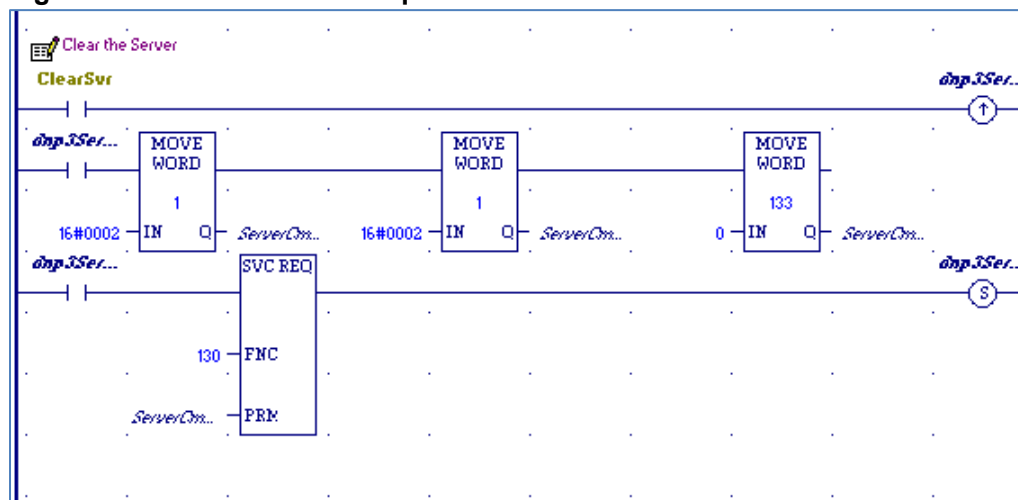 Clear the Server
ClearSvr
dnp3Ser..
↑
dnp3Ser...
MOVE WORD
MOVE WORD
MOVE WORD
1
1
133
16#0002 IN Q ServerCm..
16#0002 IN Q ServerCm..
0 IN Q ServerCm..
dnp3Ser...
SVC REQ
dnp3Ser..
S
130 FNC
ServerCm.. PRM